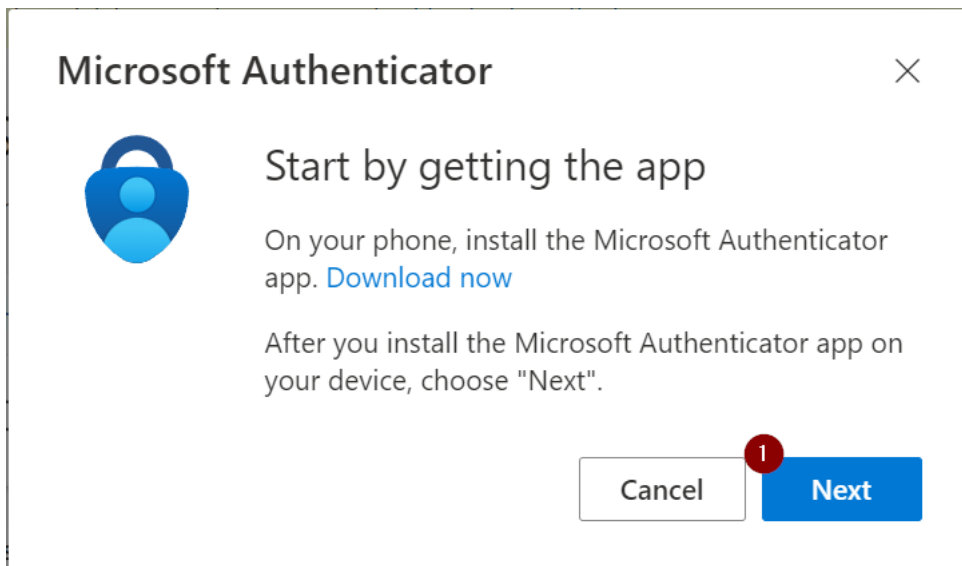 Microsoft Authenticator
Start by getting the app
On your phone, install the Microsoft Authenticator
app. Download now
After you install the Microsoft Authenticator app on
your device, choose "Next".
1
Cancel
Next